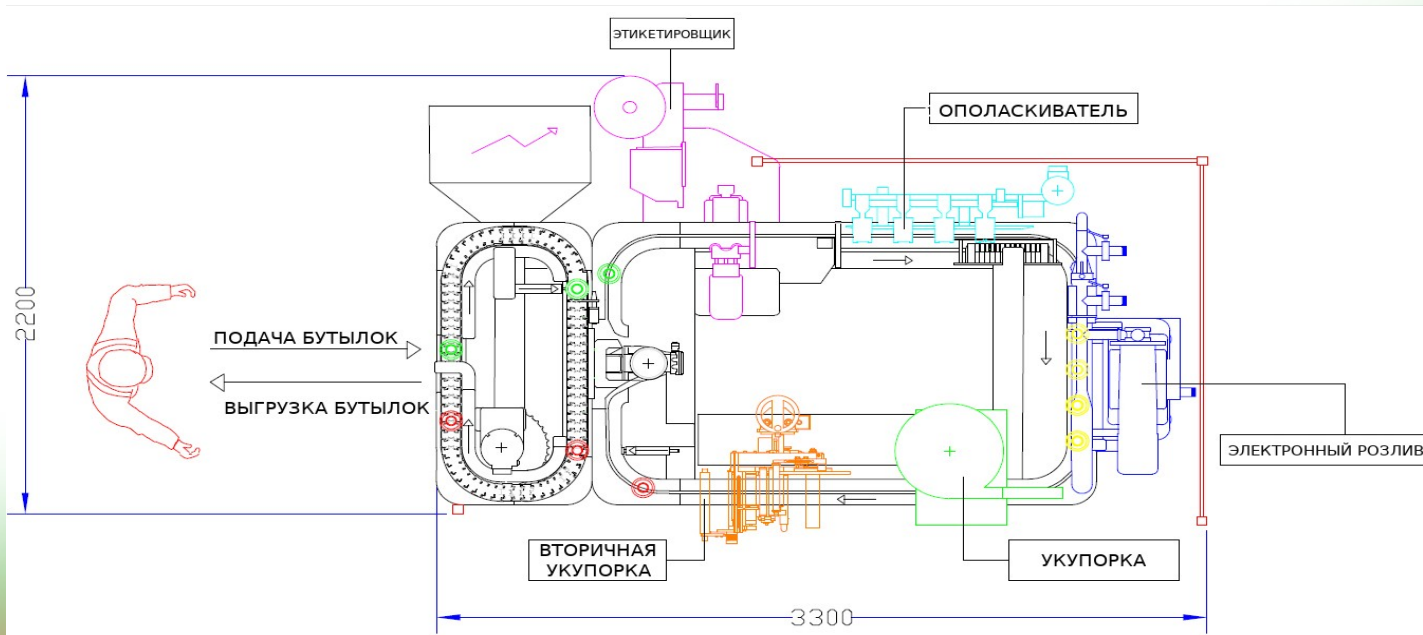 ЭТИКЕТИРОВЩИК
ОПОЛАСКИВАТЕЛЬ
2200
ПОДАЧА БУТЫЛОК
ВЫГРУЗКА БУТЫЛОК
ЭЛЕКТРОННЫЙ РОЗЛИВ
ВТОРИЧНАЯ
УКУПОРКА
УКУПОРКА
3300